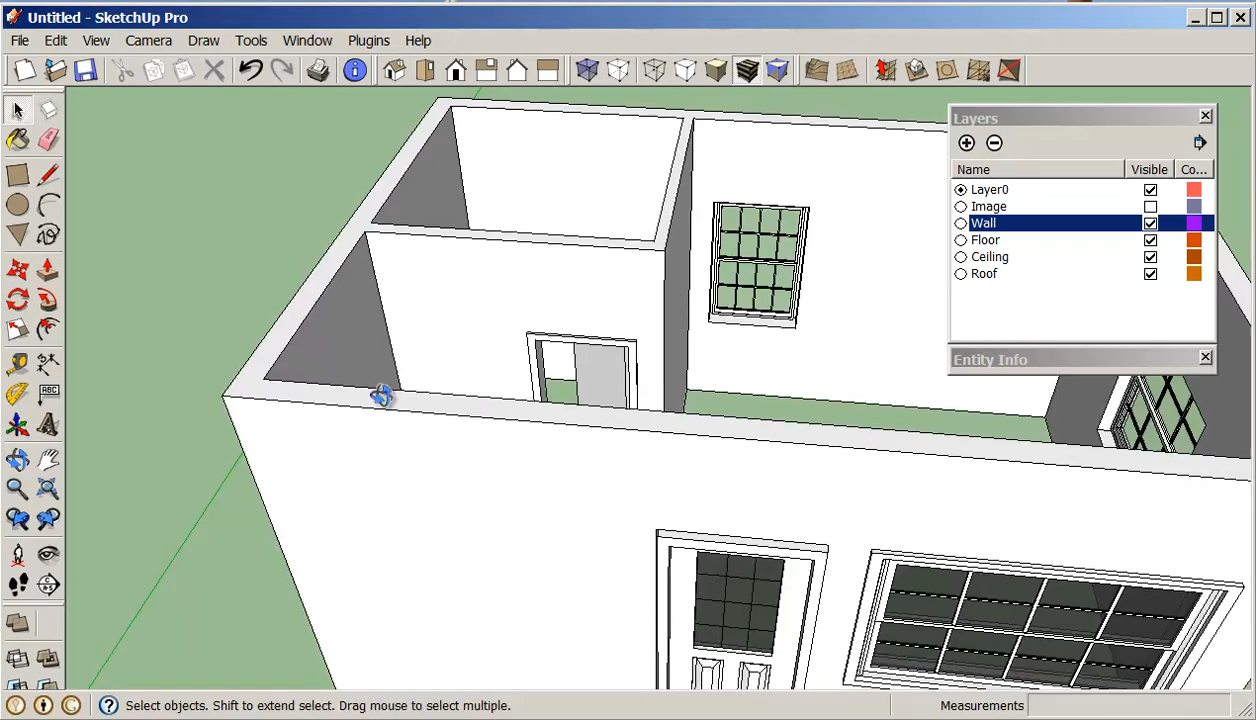 Untitled - SketchUp Pro
File Edit View Camera Draw Tools Window Plugins Help
Layers
Name Visible Co...
Layer0
Image
Wall
Floor
Ceiling
Roof
Entity Info
ABC
Select objects. Shift to extend select. Drag mouse to select multiple. Measurements